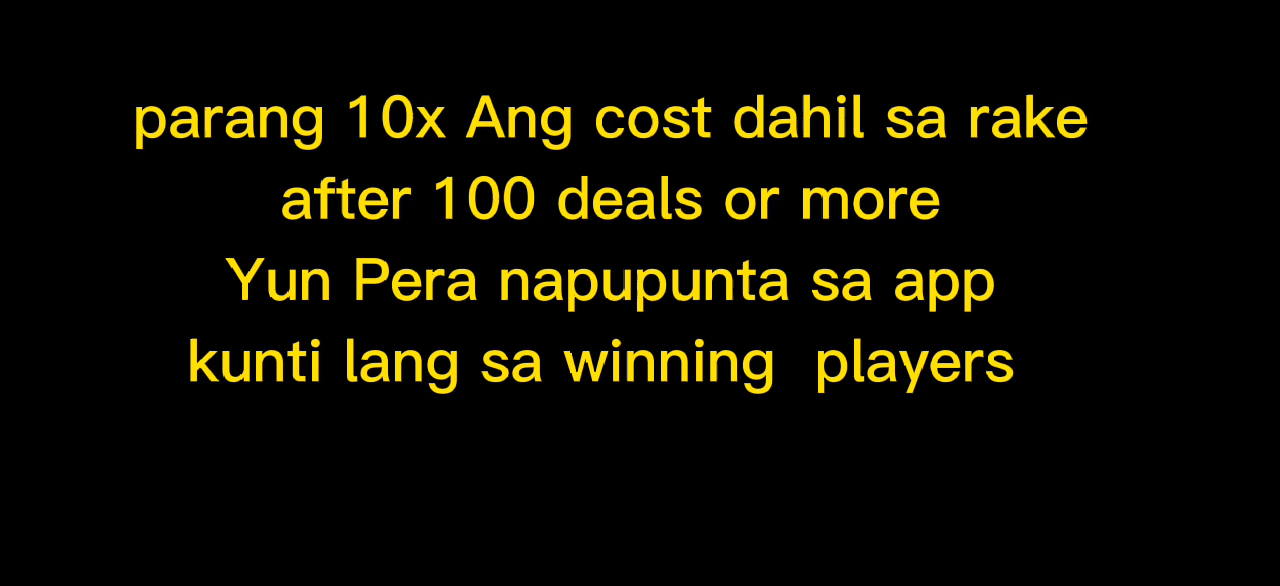 parang 10x Ang cost dahil sa rake
after 100 deals or more
Yun Pera napupunta sa app
kunti lang sa winning  players